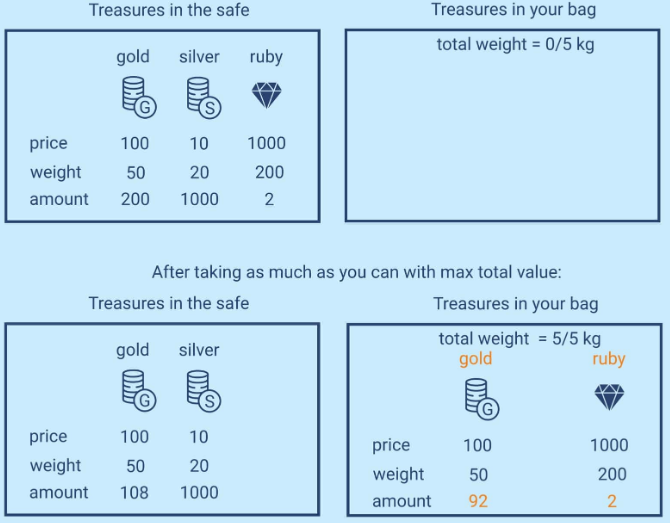 Treasures in the safe
gold silver ruby
G S
price 100 10 1000
weight 50 20 200
amount 200 1000 2
Treasures in your bag
total weight = 0/5 kg
After taking as much as you can with max total value:
Treasures in the safe
gold silver
G S
price 100 10
weight 50 20
amount 108 1000
Treasures in your bag
total weight = 5/5 kg
gold ruby
G
price 100 1000
weight 50 200
amount 92 2